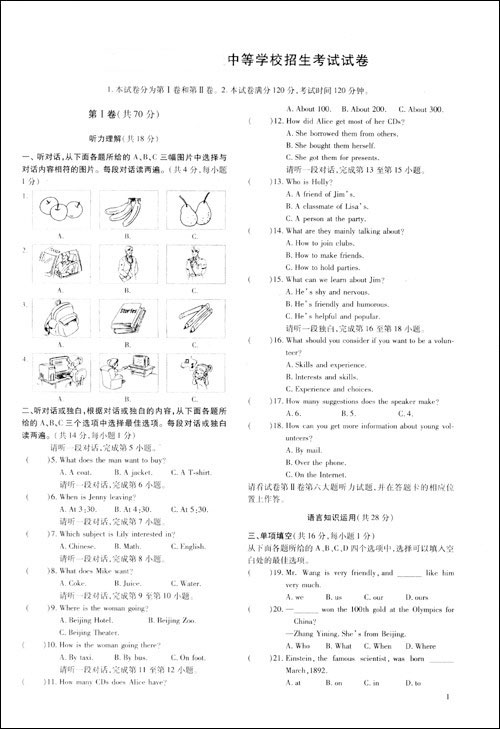 中等学校招生考试试卷
1.本试卷分为第Ⅰ卷和第Ⅱ卷。2.本试卷满分120分,考试时间120分钟。
第Ⅰ卷(共70分)
听力理解(共18分)
一、听对话,从下面各题所给的A、B、C三幅图片中选择与
对话内容相符的图片。每段对话读两遍。(共4分,每小题
1分)
1.
A. B. C.
2.
A. B. C.
3.
Stories
A. B. C.
4.
A. B. C.
二、听对话或独白,根据对话或独白的内容,从下面各题所
给的A、B、C三个选项中选择最佳选项。每段对话或独白
读两遍。(共14分,每小题1分)
请听一段对话,完成第5小题。
( )5. What does the man want to buy?
A. A coat. B. A jacket. C. A T-shirt.
请听一段对话,完成第6小题。
( )6. When is Jenny leaving?
A. At 3:30. B. At 4:30. C. At 5:30.
请听一段对话,完成第7小题。
( )7. Which subject is Lily interested in?
A. Chinese. B. Math. C. English.
请听一段对话,完成第8小题。
( )8. What does Mike want?
A. Coke. B. Juice. C. Water.
请听一段对话,完成第9至第10小题。
( )9. Where is the woman going?
A. Beijing Hotel. B. Beijing Zoo.
C. Beijing Theater.
( )10. How is the woman going there?
A. By taxi. B. By bus. C. On foot.
请听一段对话,完成第11至第12小题。
( )11. How many CDs does Alice have?
A. About 100. B. About 200. C. About 300.
( )12. How did Alice get most of her CDs?
A. She borrowed them from others.
B. She bought them herself.
C. She got them for presents.
请听一段对话,完成第13至第15小题。
( )13. Who is Holly?
A. A friend of Jim's.
B. A classmate of Lisa's.
C. A person at the party.
( )14. What are they mainly talking about?
A. How to join clubs.
B. How to make friends.
C. How to hold parties.
( )15. What can we learn about Jim?
A. He's shy and nervous.
B. He's friendly and humorous.
C. He's helpful and popular.
请听一段独白,完成第16至第18小题。
( )16. What should you consider if you want to be a volun-
teer?
A. Skills and experience.
B. Interests and skills.
C. Experience and choices.
( )17. How many suggestions does the speaker make?
A. 6. B. 5. C. 4.
( )18. How can you get more information about young vol-
unteers?
A. By mail.
B. Over the phone.
C. On the Internet.
请看试卷第Ⅱ卷第六大题听力试题,并在答题卡的相应位
置上作答。
语言知识运用(共28分)
三、单项填空(共16分,每小题1分)
从下面各题所给的A、B、C、D四个选项中,选择可以填入空
白处的最佳选项。
( )19. Mr. Wang is very friendly, and ______ like him
very much.
A. we B. us C. our D. ours
( )20. —______ won the 100th gold at the Olympics for
China?
—Zhang Yining. She's from Beijing.
A. Who B. What C. When D. Where
( )21. Einstein, the famous scientist, was born ______
March, 1892.
A. at B. on C. in D. to
1